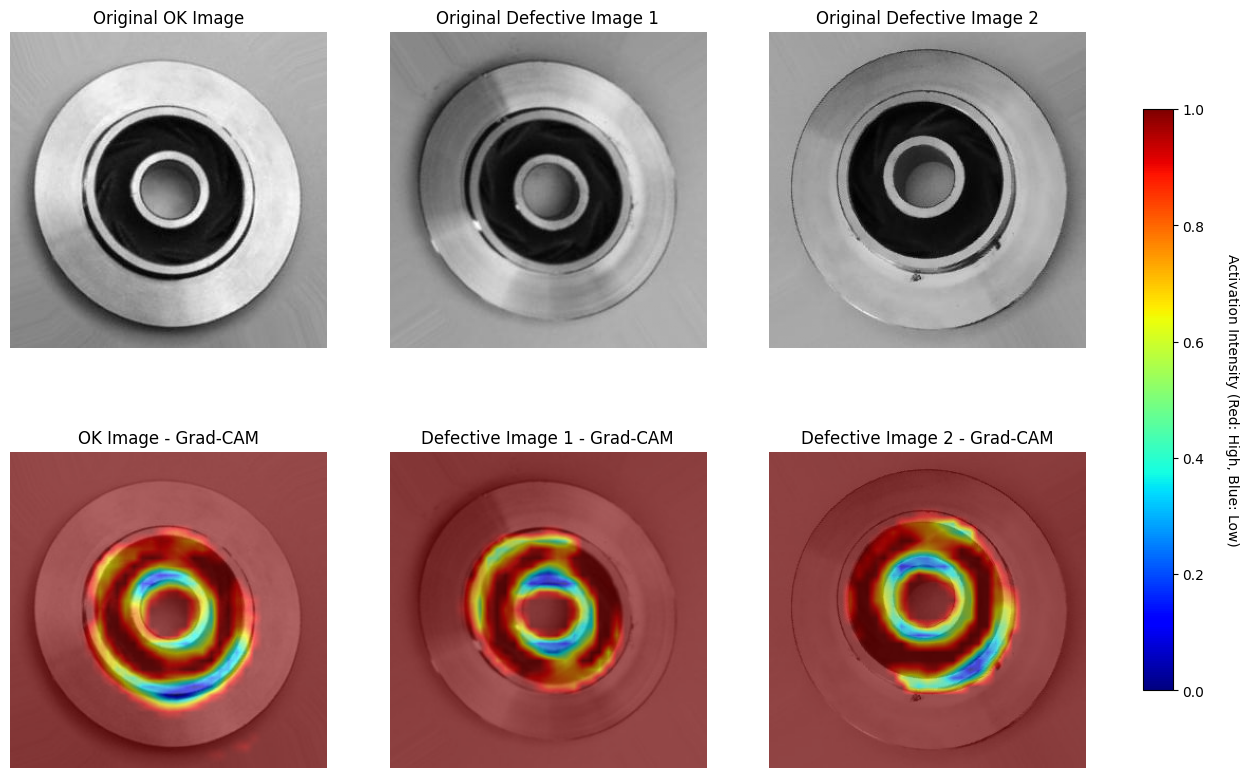 Original OK Image
Original Defective Image 1
Original Defective Image 2
OK Image - Grad-CAM
Defective Image 1 - Grad-CAM
Defective Image 2 - Grad-CAM
1.0
0.8
0.6
0.4
0.2
0.0
Activation Intensity (Red: High, Blue: Low)